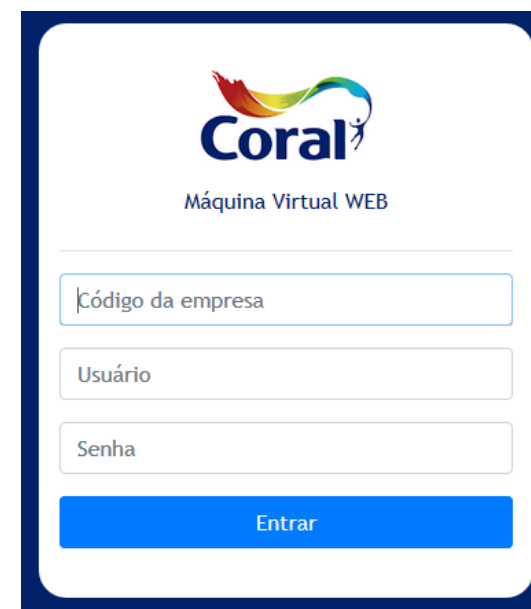 Coral
Máquina Virtual WEB
Código da empresa
Usuário
Senha
Entrar